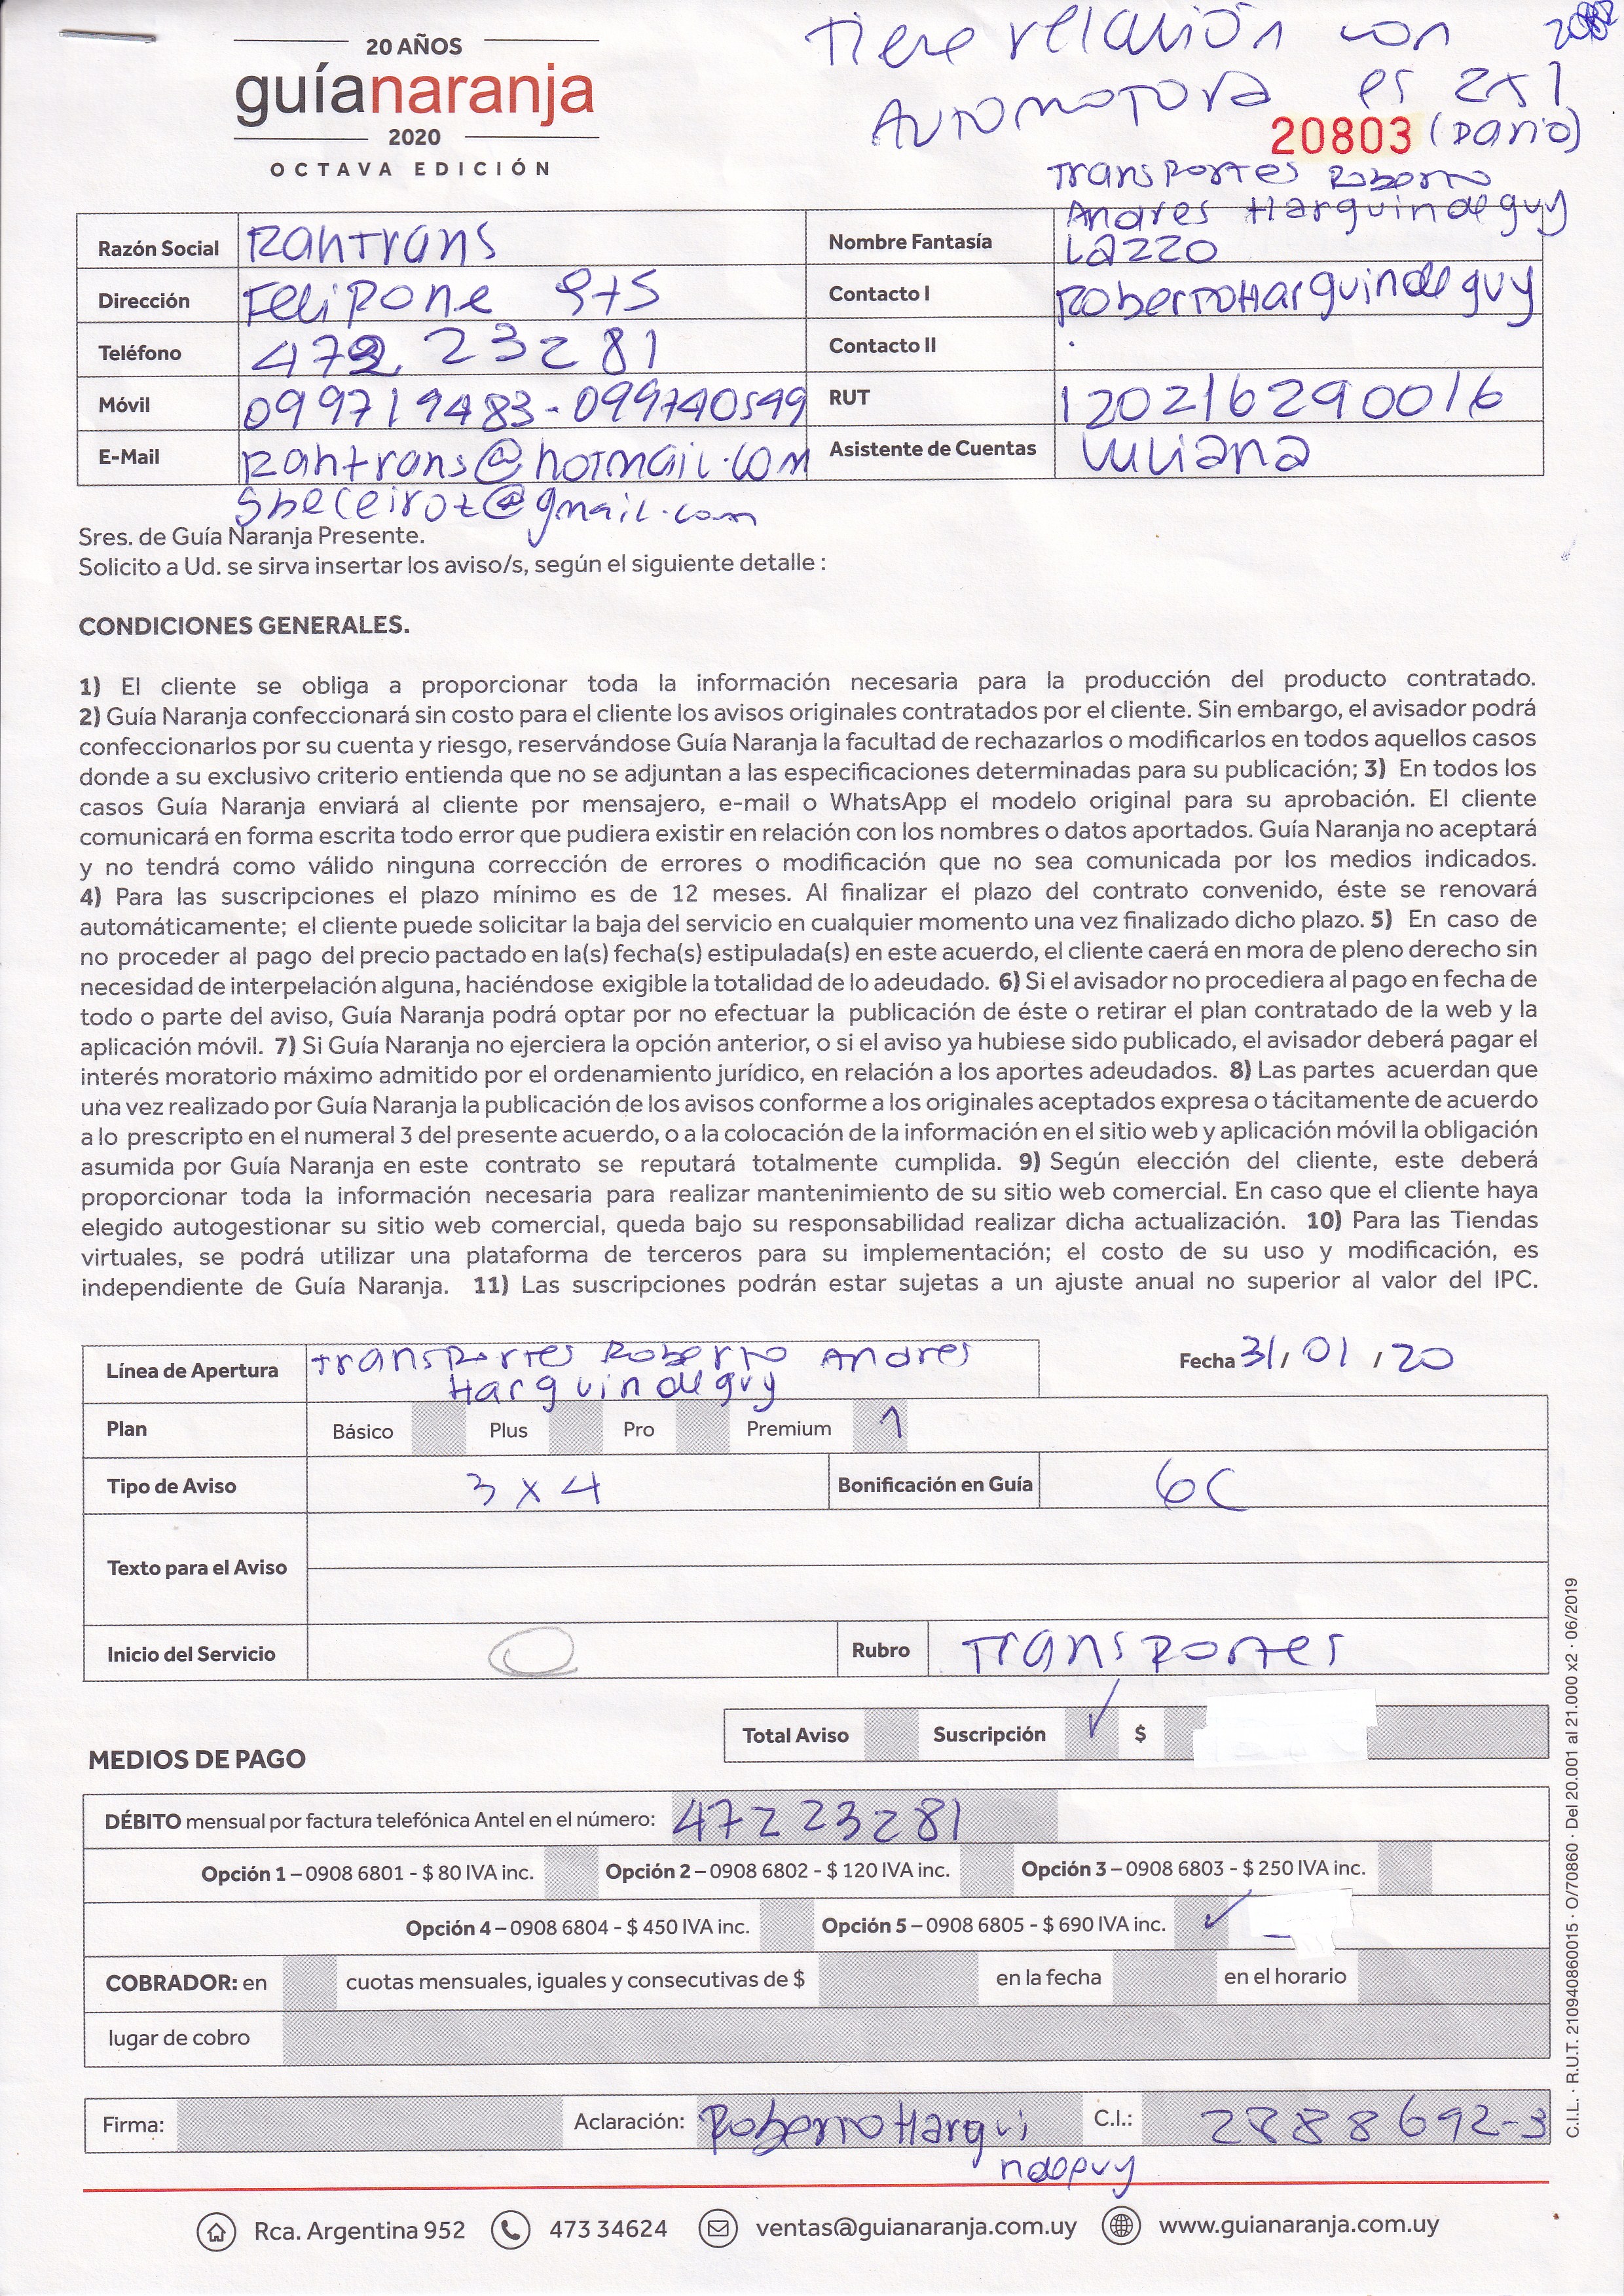 Tiene relación con
Automotora es 2x1
20 AÑOS
guíanaranja
2020
OCTAVA EDICIÓN
20803 (Dario)
Transportes Roberto
Andres Harguindeguy
Lazzo
Razón Social Rahtrans Nombre Fantasía
Dirección Felipone 975 Contacto I Roberto Harguindeguy
Teléfono 472 23281 Contacto II
Móvil 099719483-099740549 RUT 120216290016
E-Mail Rahtrans@hotmail.com Asistente de Cuentas Luliana
sbeceiroz@gmail.com
Sres. de Guía Naranja Presente.
Solicito a Ud. se sirva insertar los aviso/s, según el siguiente detalle :
CONDICIONES GENERALES.
1) El cliente se obliga a proporcionar toda la información necesaria para la producción del producto contratado.
2) Guía Naranja confeccionará sin costo para el cliente los avisos originales contratados por el cliente. Sin embargo, el avisador podrá
confeccionarlos por su cuenta y riesgo, reservándose Guía Naranja la facultad de rechazarlos o modificarlos en todos aquellos casos
donde a su exclusivo criterio entienda que no se adjuntan a las especificaciones determinadas para su publicación; 3) En todos los
casos Guía Naranja enviará al cliente por mensajero, e-mail o WhatsApp el modelo original para su aprobación. El cliente
comunicará en forma escrita todo error que pudiera existir en relación con los nombres o datos aportados. Guía Naranja no aceptará
y no tendrá como válido ninguna corrección de errores o modificación que no sea comunicada por los medios indicados.
4) Para las suscripciones el plazo mínimo es de 12 meses. Al finalizar el plazo del contrato convenido, éste se renovará
automáticamente; el cliente puede solicitar la baja del servicio en cualquier momento una vez finalizado dicho plazo. 5) En caso de
no proceder al pago del precio pactado en la(s) fecha(s) estipulada(s) en este acuerdo, el cliente caerá en mora de pleno derecho sin
necesidad de interpelación alguna, haciéndose exigible la totalidad de lo adeudado. 6) Si el avisador no procediera al pago en fecha de
todo o parte del aviso, Guía Naranja podrá optar por no efectuar la publicación de éste o retirar el plan contratado de la web y la
aplicación móvil. 7) Si Guía Naranja no ejerciera la opción anterior, o si el aviso ya hubiese sido publicado, el avisador deberá pagar el
interés moratorio máximo admitido por el ordenamiento jurídico, en relación a los aportes adeudados. 8) Las partes acuerdan que
una vez realizado por Guía Naranja la publicación de los avisos conforme a los originales aceptados expresa o tácitamente de acuerdo
a lo prescripto en el numeral 3 del presente acuerdo, o a la colocación de la información en el sitio web y aplicación móvil la obligación
asumida por Guía Naranja en este contrato se reputará totalmente cumplida. 9) Según elección del cliente, este deberá
proporcionar toda la información necesaria para realizar mantenimiento de su sitio web comercial. En caso que el cliente haya
elegido autogestionar su sitio web comercial, queda bajo su responsabilidad realizar dicha actualización. 10) Para las Tiendas
virtuales, se podrá utilizar una plataforma de terceros para su implementación; el costo de su uso y modificación, es
independiente de Guía Naranja. 11) Las suscripciones podrán estar sujetas a un ajuste anual no superior al valor del IPC.
Línea de Apertura Transportes Roberto Andres
Harguindeguy
Fecha 31/ 01 / 20
Plan Básico Plus Pro Premium 1
Tipo de Aviso 3 x 4 Bonificación en Guía 6C
Texto para el Aviso
Inicio del Servicio Rubro Transportes
Total Aviso Suscripción ✓ $
MEDIOS DE PAGO
DÉBITO mensual por factura telefónica Antel en el número: 47223281
Opción 1 – 0908 6801 - $ 80 IVA inc. Opción 2 – 0908 6802 - $ 120 IVA inc. Opción 3 – 0908 6803 - $ 250 IVA inc.
Opción 4 – 0908 6804 - $ 450 IVA inc. Opción 5 – 0908 6805 - $ 690 IVA inc. ✓
COBRADOR: en cuotas mensuales, iguales y consecutivas de $ en la fecha en el horario
lugar de cobro
Firma: Aclaración: Roberto Hargui C.I.: 2888692-3
ndeguy
Rca. Argentina 952 473 34624 ventas@guianaranja.com.uy www.guianaranja.com.uy
C.I.L. · R.U.T. 210940860015 · O/70860 · Del 20.001 al 21.000 x2 · 06/2019